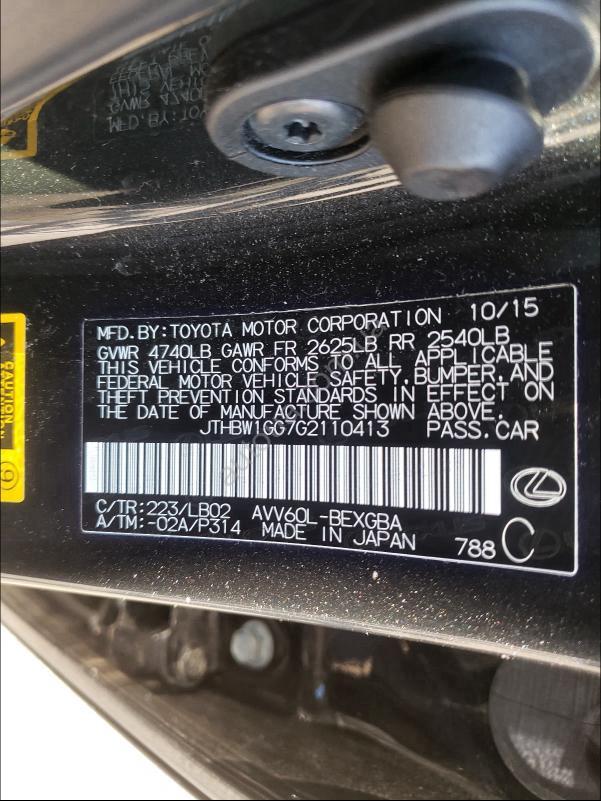 MFD.BY:TOYOTA MOTOR CORPORATION 10/15
GVWR 4740LB GAWR FR 2625LB RR 2540LB
THIS VEHICLE CONFORMS TO ALL APPLICABLE
FEDERAL MOTOR VEHICLE SAFETY,BUMPER,AND
THEFT PREVENTION STANDARDS IN EFFECT ON
THE DATE OF MANUFACTURE SHOWN ABOVE.
JTHBW1GG7G2110413 PASS.CAR
C/TR:223/LB02 AVV60L-BEXGBA
A/TM:-02A/P314 MADE IN JAPAN 788 C
CAUTION